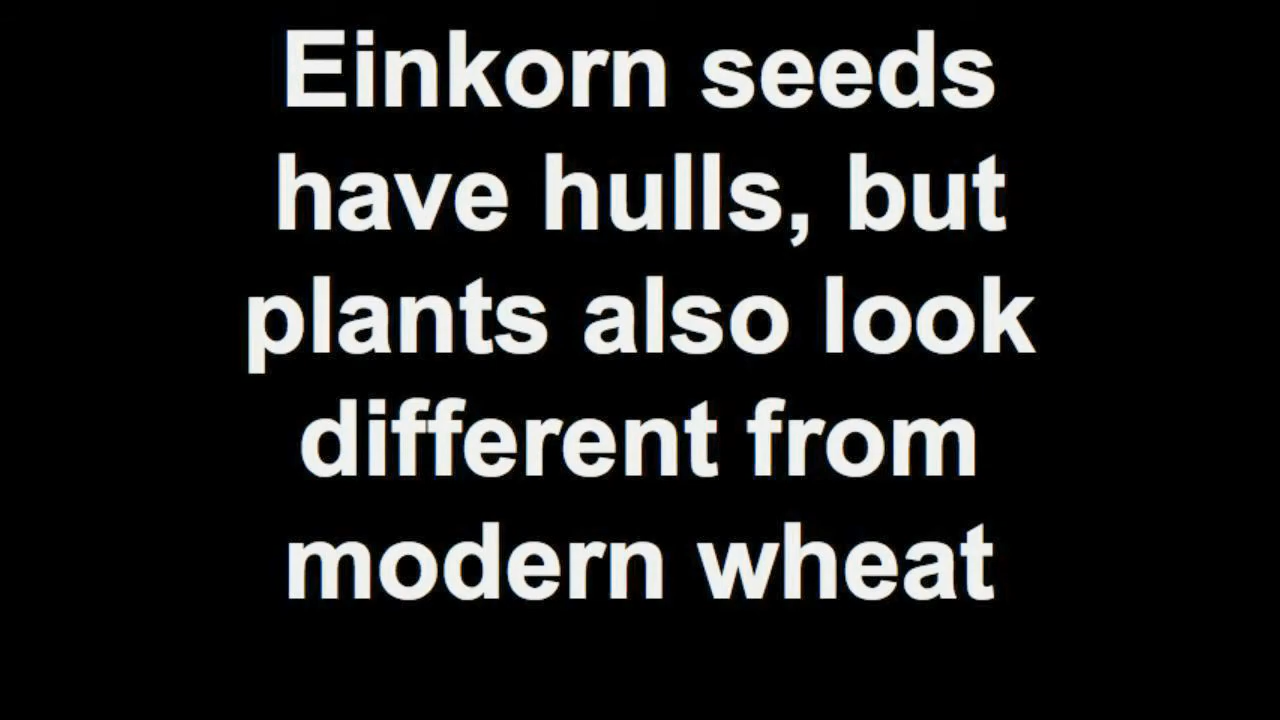 Einkorn seeds
have hulls, but
plants also look
different from
modern wheat